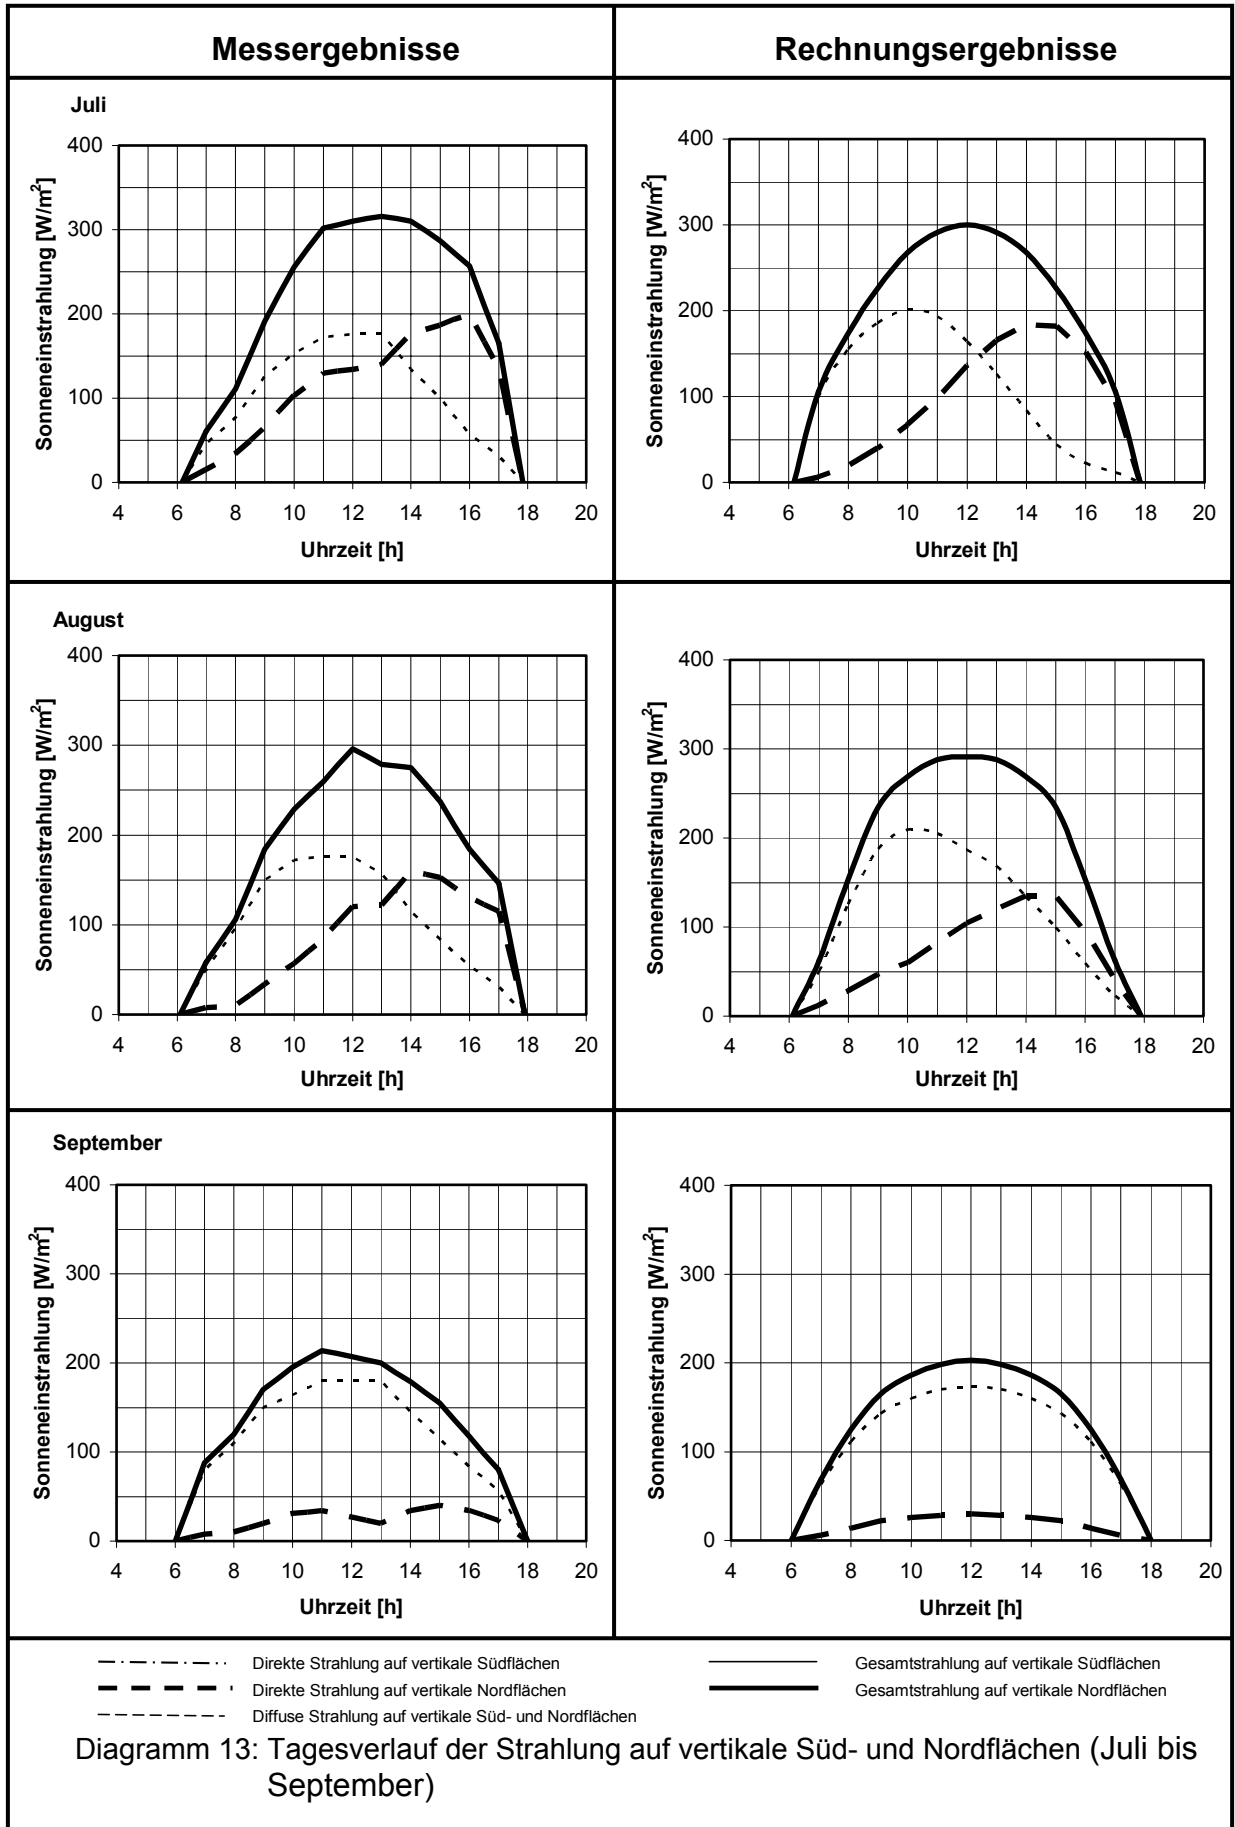 Messergebnisse
Rechnungsergebnisse
Juli
400
300
200
100
0
Sonneneinstrahlung [W/m²]
4 6 8 10 12 14 16 18 20
Uhrzeit [h]
400
300
200
100
0
Sonneneinstrahlung [W/m²]
4 6 8 10 12 14 16 18 20
Uhrzeit [h]
August
400
300
200
100
0
Sonneneinstrahlung [W/m²]
4 6 8 10 12 14 16 18 20
Uhrzeit [h]
400
300
200
100
0
Sonneneinstrahlung [W/m²]
4 6 8 10 12 14 16 18 20
Uhrzeit [h]
September
400
300
200
100
0
Sonneneinstrahlung [W/m²]
4 6 8 10 12 14 16 18 20
Uhrzeit [h]
400
300
200
100
0
Sonneneinstrahlung [W/m²]
4 6 8 10 12 14 16 18 20
Uhrzeit [h]
Direkte Strahlung auf vertikale Südflächen
Direkte Strahlung auf vertikale Nordflächen
Diffuse Strahlung auf vertikale Süd- und Nordflächen
Gesamtstrahlung auf vertikale Südflächen
Gesamtstrahlung auf vertikale Nordflächen
Diagramm 13: Tagesverlauf der Strahlung auf vertikale Süd- und Nordflächen (Juli bis
September)